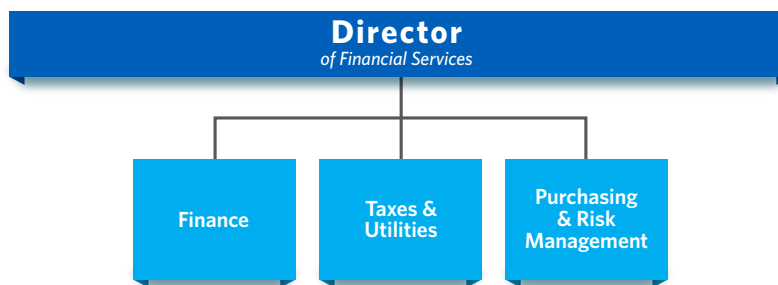 Director
of Financial Services
Finance
Taxes &
Utilities
Purchasing
& Risk
Management